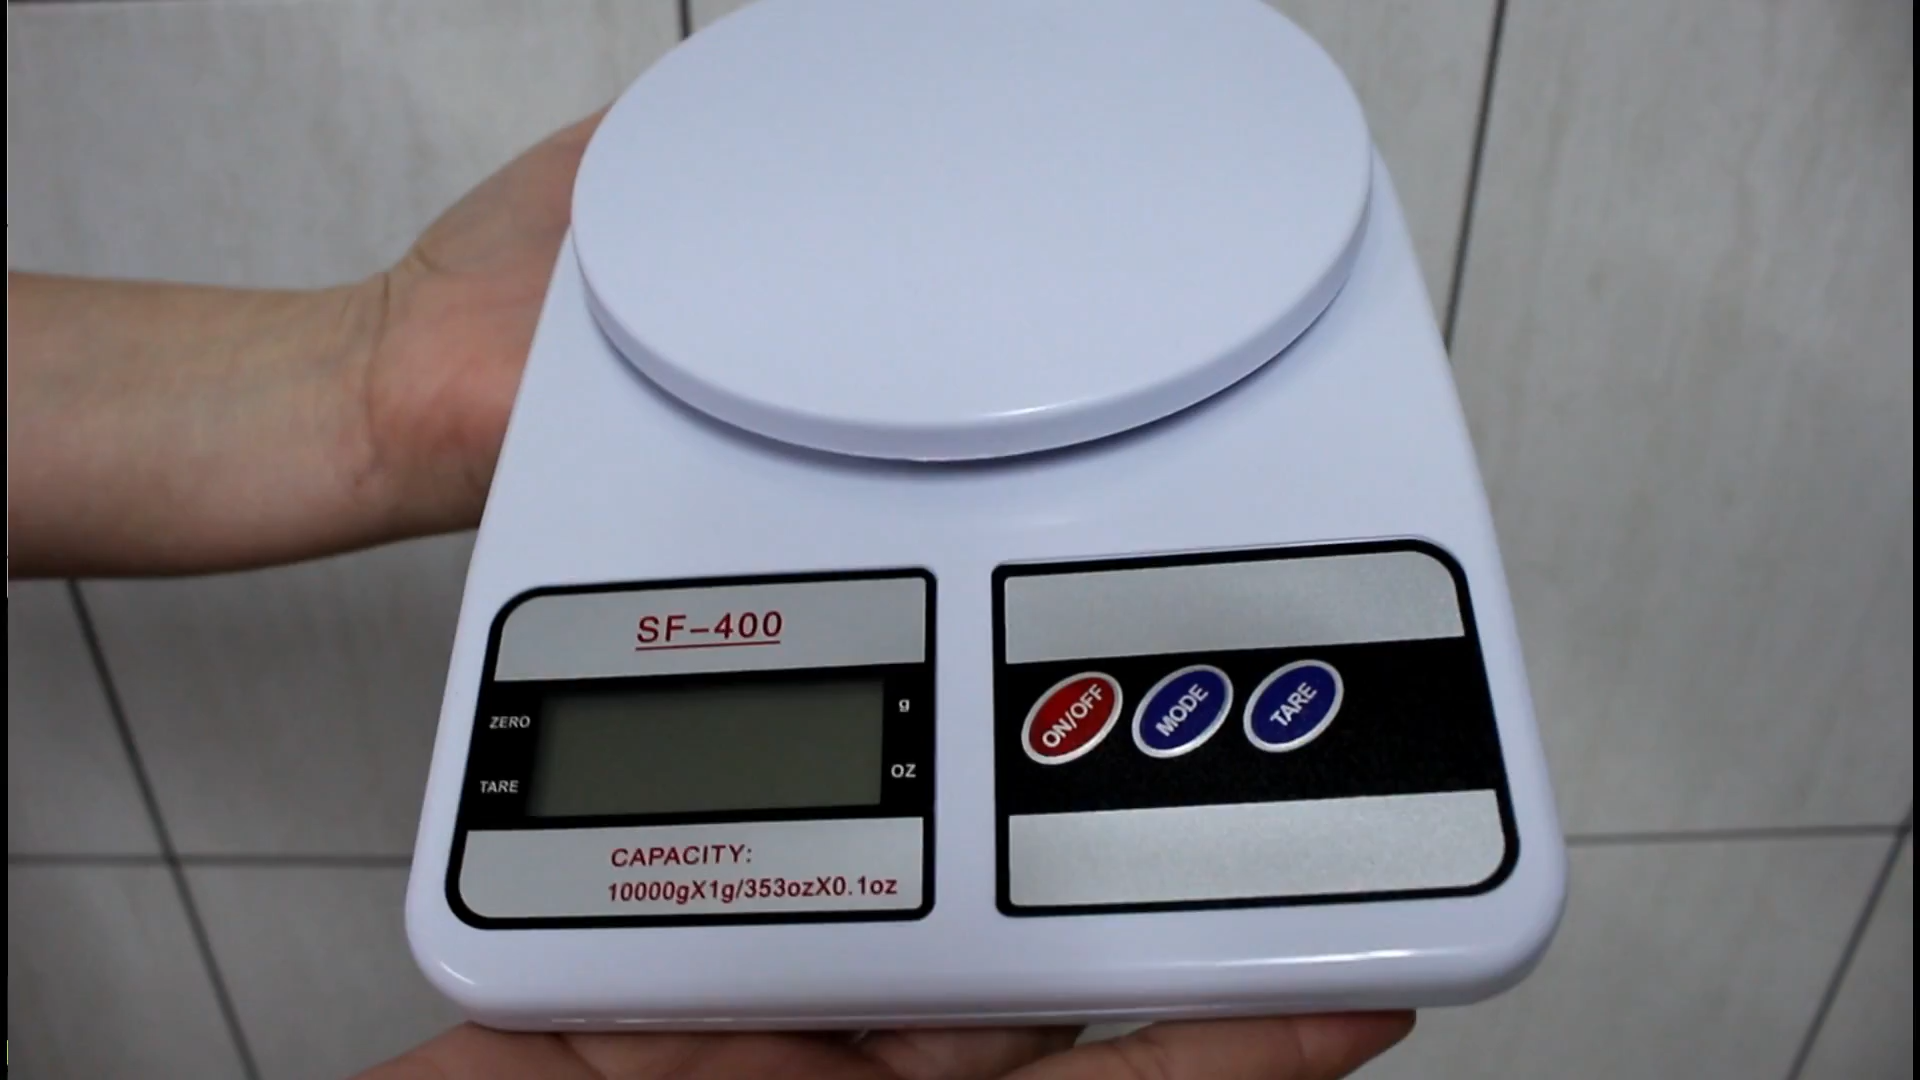 SF-400
ZERO
g
TARE
OZ
CAPACITY:
10000gX1g/353ozX0.1oz
ON/OFF
MODE
TARE